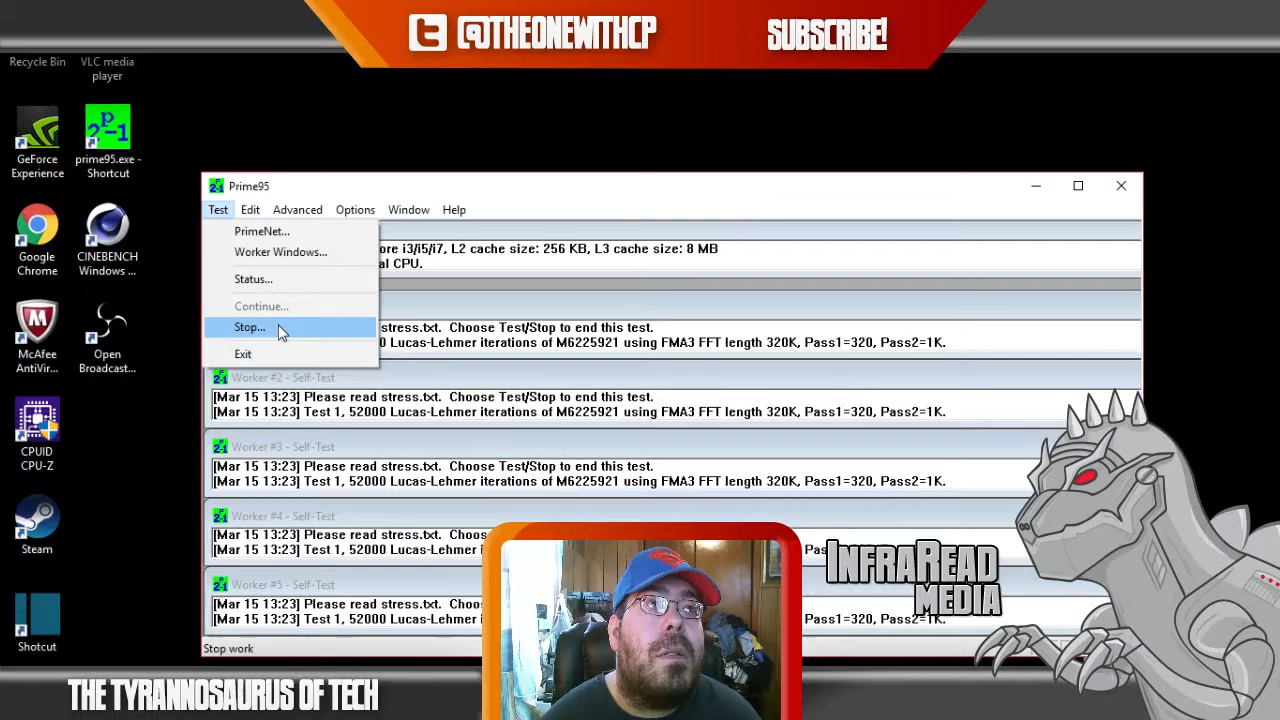 @THEONEWITHCP
SUBSCRIBE!
Recycle Bin
VLC media
player
GeForce
Experience
prime95.exe -
Shortcut
Google
Chrome
CINEBENCH
Windows ...
McAfee
AntiVir...
Open
Broadcast...
CPUID
CPU-Z
Steam
Shotcut
Prime95
Test Edit Advanced Options Window Help
PrimeNet...
Worker Windows...
Status...
Continue...
Stop...
Exit
ore i3/i5/i7, L2 cache size: 256 KB, L3 cache size: 8 MB
al CPU.
stress.txt. Choose Test/Stop to end this test.
Lucas-Lehmer iterations of M6225921 using FMA3 FFT length 320K, Pass1=320, Pass2=1K.
Worker #2 - Self-Test
[Mar 15 13:23] Please read stress.txt. Choose Test/Stop to end this test.
[Mar 15 13:23] Test 1, 52000 Lucas-Lehmer iterations of M6225921 using FMA3 FFT length 320K, Pass1=320, Pass2=1K.
Worker #3 - Self-Test
[Mar 15 13:23] Please read stress.txt. Choose Test/Stop to end this test.
[Mar 15 13:23] Test 1, 52000 Lucas-Lehmer iterations of M6225921 using FMA3 FFT length 320K, Pass1=320, Pass2=1K.
Worker #4 - Self-Test
[Mar 15 13:23] Please read stress.txt. Choos
[Mar 15 13:23] Test 1, 52000 Lucas-Lehmer i
Worker #5 - Self-Test
[Mar 15 13:23] Please read stress.txt. Choo
[Mar 15 13:23] Test 1, 52000 Lucas-Lehmer i
Pass1=320, Pass2=1K.
Stop work
INFRAREAD
MEDIA
THE TYRANNOSAURUS OF TECH